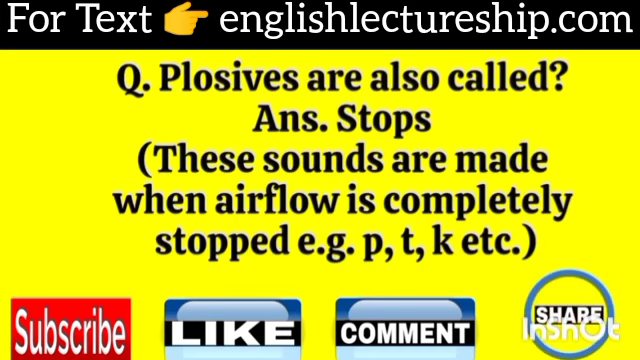 For Text 👉 englishlectureship.com
Q. Plosives are also called?
Ans. Stops
(These sounds are made
when airflow is completely
stopped e.g. p, t, k etc.)
Subscribe
LIKE
COMMENT
SHARE
InShOt